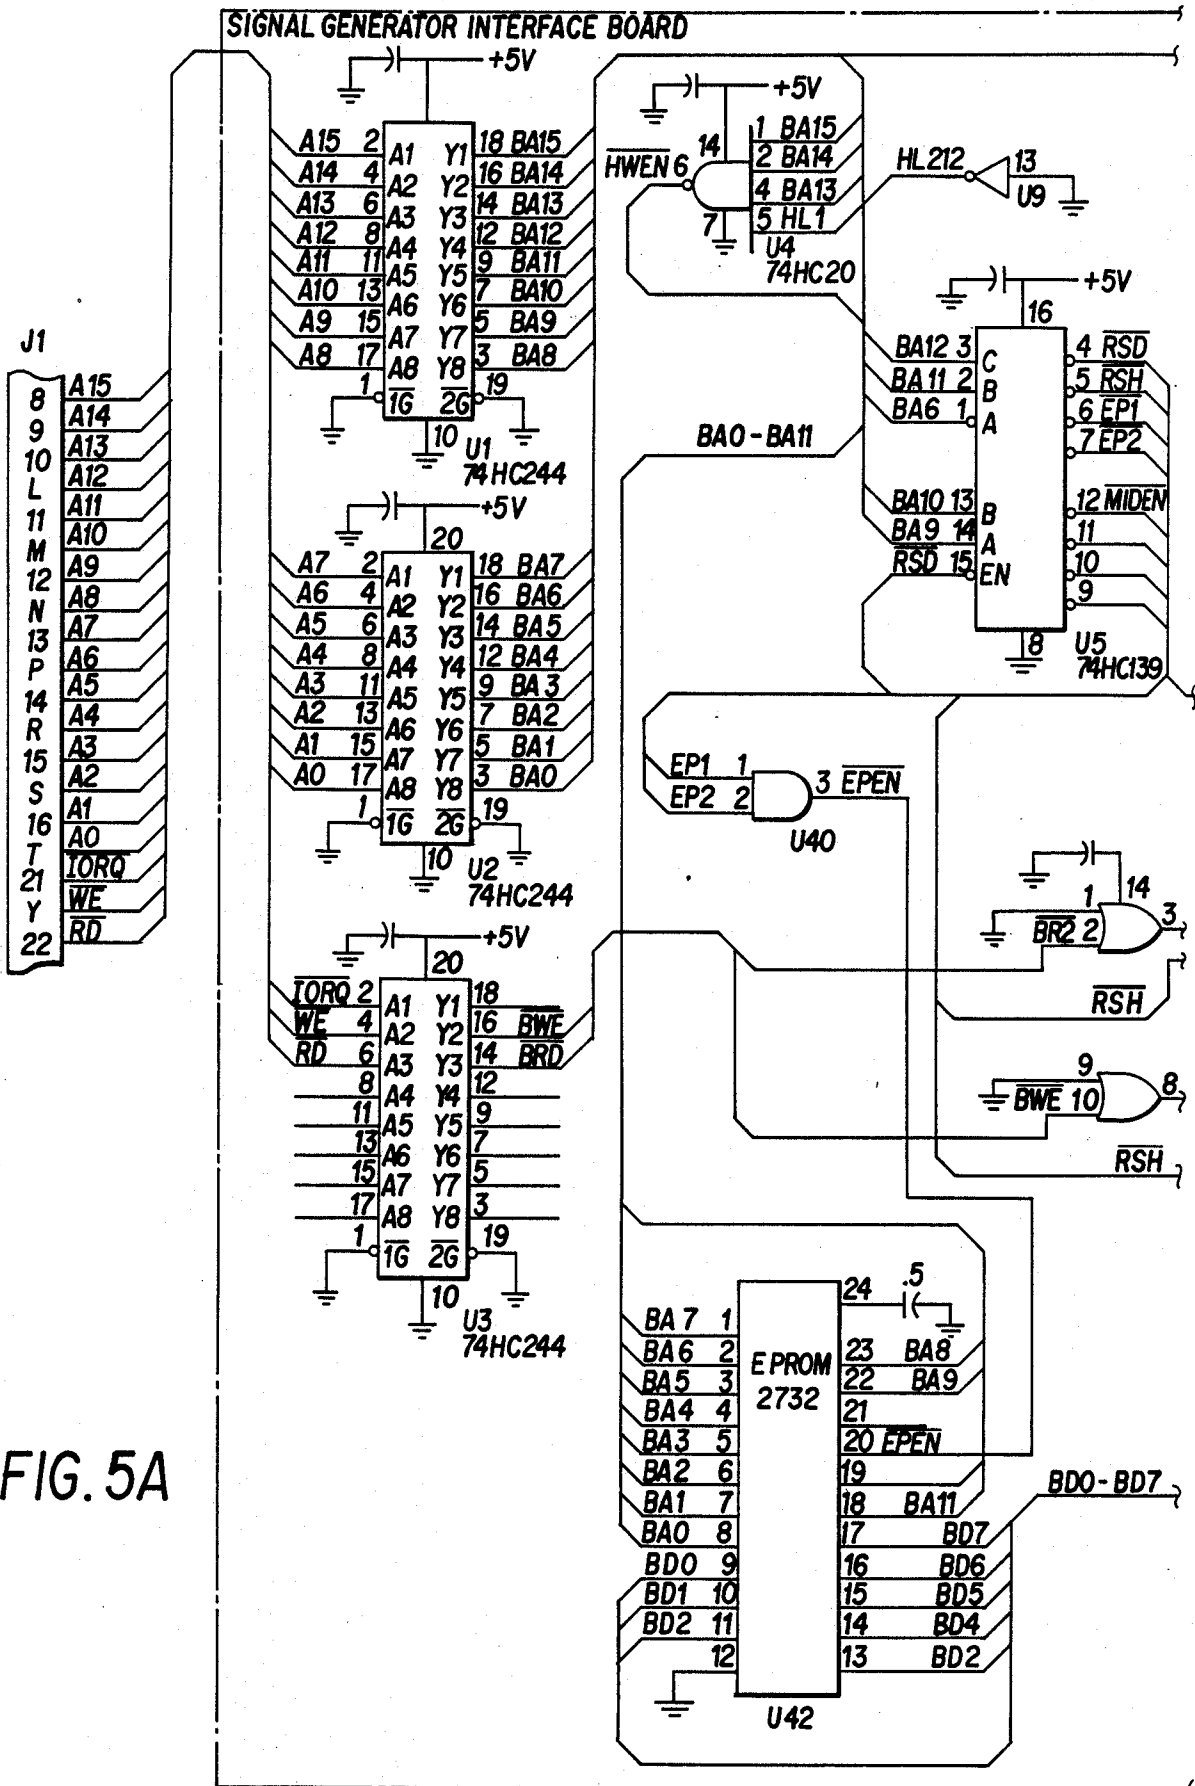 SIGNAL GENERATOR INTERFACE BOARD
J1
8 A15
9 A14
10 A13
L A12
11 A11
M A10
12 A9
N A8
13 A7
P A6
14 A5
R A4
15 A3
S A2
16 A1
T A0
21 IORQ
Y WE
22 RD
+5V
A15 2 A1 Y1 18 BA15
A14 4 A2 Y2 16 BA14
A13 6 A3 Y3 14 BA13
A12 8 A4 Y4 12 BA12
A11 11 A5 Y5 9 BA11
A10 13 A6 Y6 7 BA10
A9 15 A7 Y7 5 BA9
A8 17 A8 Y8 3 BA8
1 1G 2G 19
10 U1
74HC244
+5V
20
A7 2 A1 Y1 18 BA7
A6 4 A2 Y2 16 BA6
A5 6 A3 Y3 14 BA5
A4 8 A4 Y4 12 BA4
A3 11 A5 Y5 9 BA3
A2 13 A6 Y6 7 BA2
A1 15 A7 Y7 5 BA1
A0 17 A8 Y8 3 BA0
1 1G 2G 19
10 U2
74HC244
+5V
20
IORQ 2 A1 Y1 18
WE 4 A2 Y2 16 BWE
RD 6 A3 Y3 14 BRD
8 A4 Y4 12
11 A5 Y5 9
13 A6 Y6 7
15 A7 Y7 5
17 A8 Y8 3
1 1G 2G 19
10 U3
74HC244
+5V
14 1 BA15
HWEN 6 2 BA14
4 BA13
7 5 HL1
U4
74HC20
HL2 12 13
U9
+5V
16
BA12 3 C 4 RSD
BA11 2 B 5 RSH
BA6 1 A 6 EP1
7 EP2
BA10 13 B 12 MIDEN
BA9 14 A 11
RSD 15 EN 10
9
8 U5
74HC139
BA0-BA11
EP1 1
EP2 2 3 EPEN
U40
14
1
BR2 2 3
RSH
9
BWE 10 8
RSH
24 .5
BA7 1
BA6 2 23 BA8
BA5 3 22 BA9
BA4 4 21
BA3 5 20 EPEN
BA2 6 19
BA1 7 18 BA11
BA0 8 17 BD7
BD0 9 16 BD6
BD1 10 15 BD5
BD2 11 14 BD4
12 13 BD2
EPROM
2732
U42
BD0-BD7
FIG. 5A